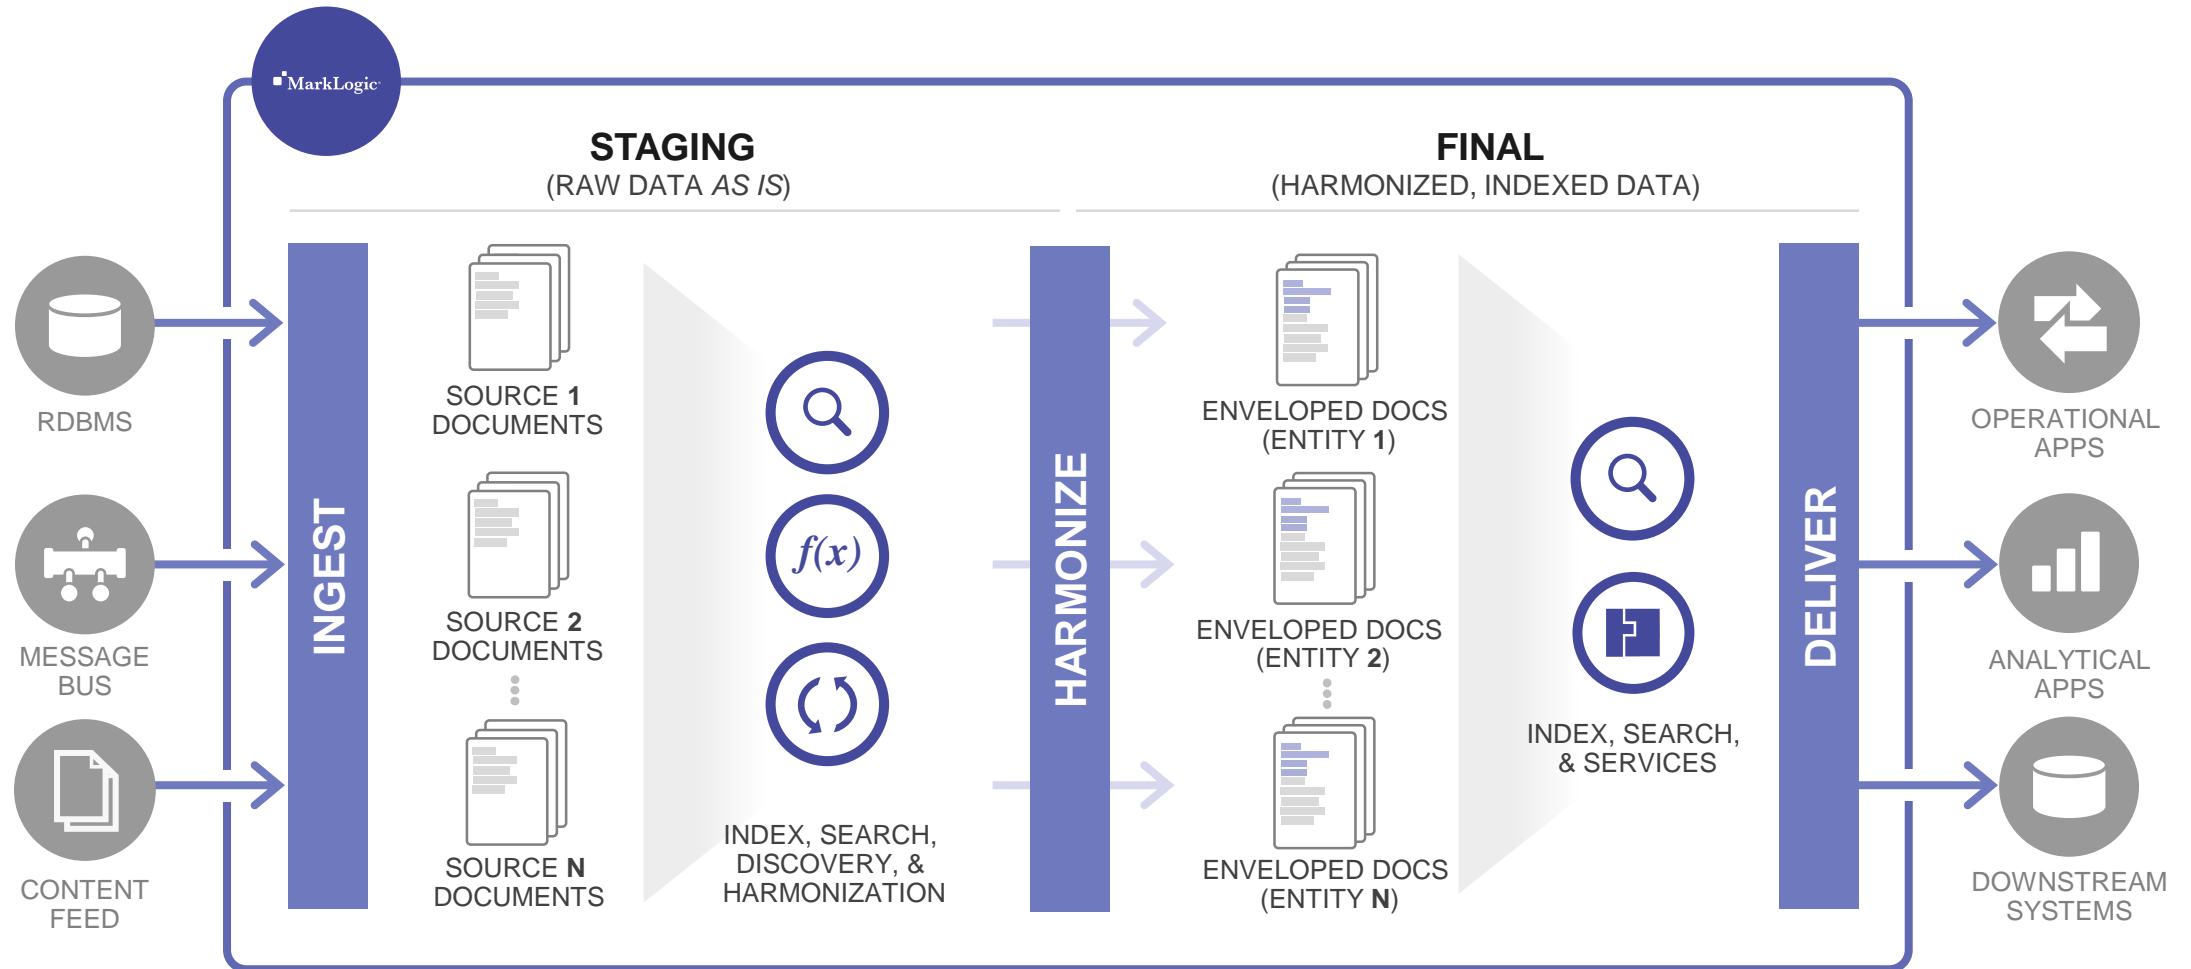 MarkLogic
STAGING
(RAW DATA AS IS)
FINAL
(HARMONIZED, INDEXED DATA)
RDBMS
MESSAGE
BUS
CONTENT
FEED
INGEST
SOURCE 1
DOCUMENTS
SOURCE 2
DOCUMENTS
SOURCE N
DOCUMENTS
f(x)
INDEX, SEARCH,
DISCOVERY, &
HARMONIZATION
HARMONIZE
ENVELOPED DOCS
(ENTITY 1)
ENVELOPED DOCS
(ENTITY 2)
ENVELOPED DOCS
(ENTITY N)
INDEX, SEARCH,
& SERVICES
DELIVER
OPERATIONAL
APPS
ANALYTICAL
APPS
DOWNSTREAM
SYSTEMS